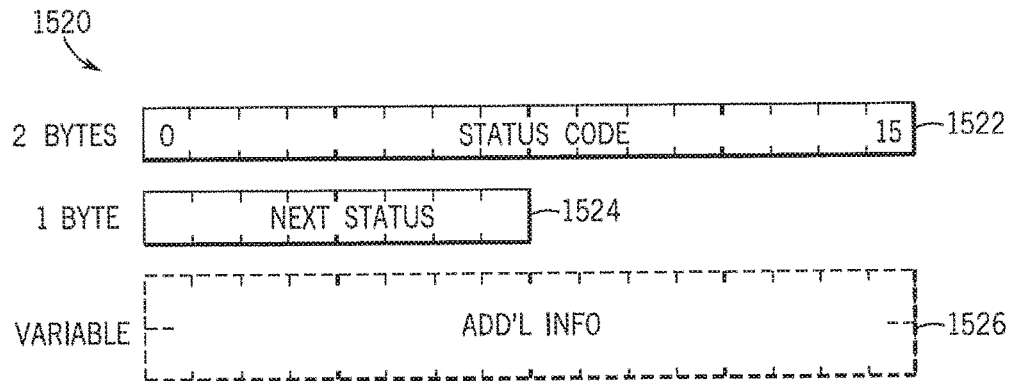 1520
2 BYTES 0 STATUS CODE 15 1522
1 BYTE NEXT STATUS 1524
VARIABLE ADD'L INFO 1526